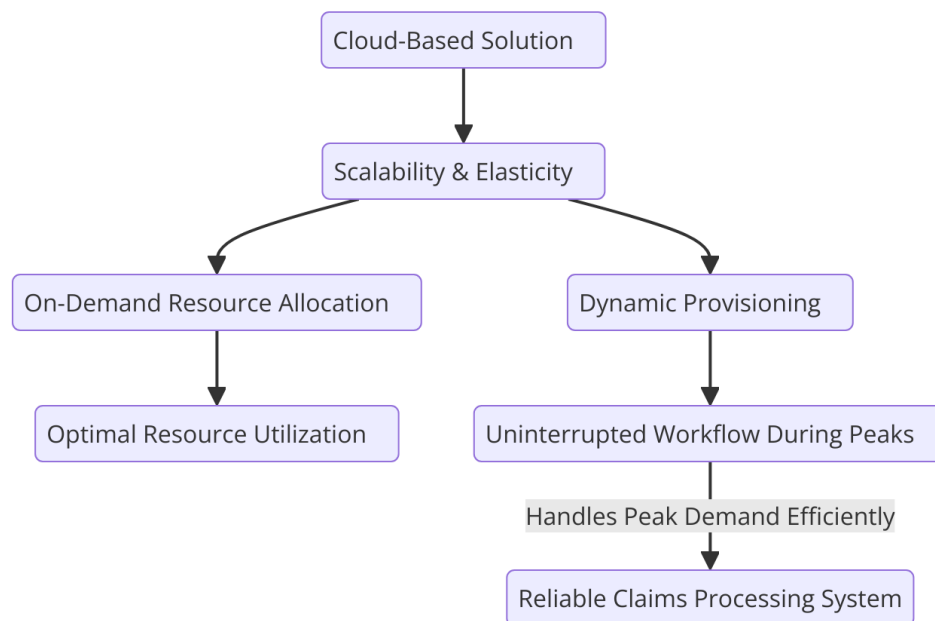 Cloud-Based Solution
Scalability & Elasticity
On-Demand Resource Allocation
Dynamic Provisioning
Optimal Resource Utilization
Uninterrupted Workflow During Peaks
Handles Peak Demand Efficiently
Reliable Claims Processing System